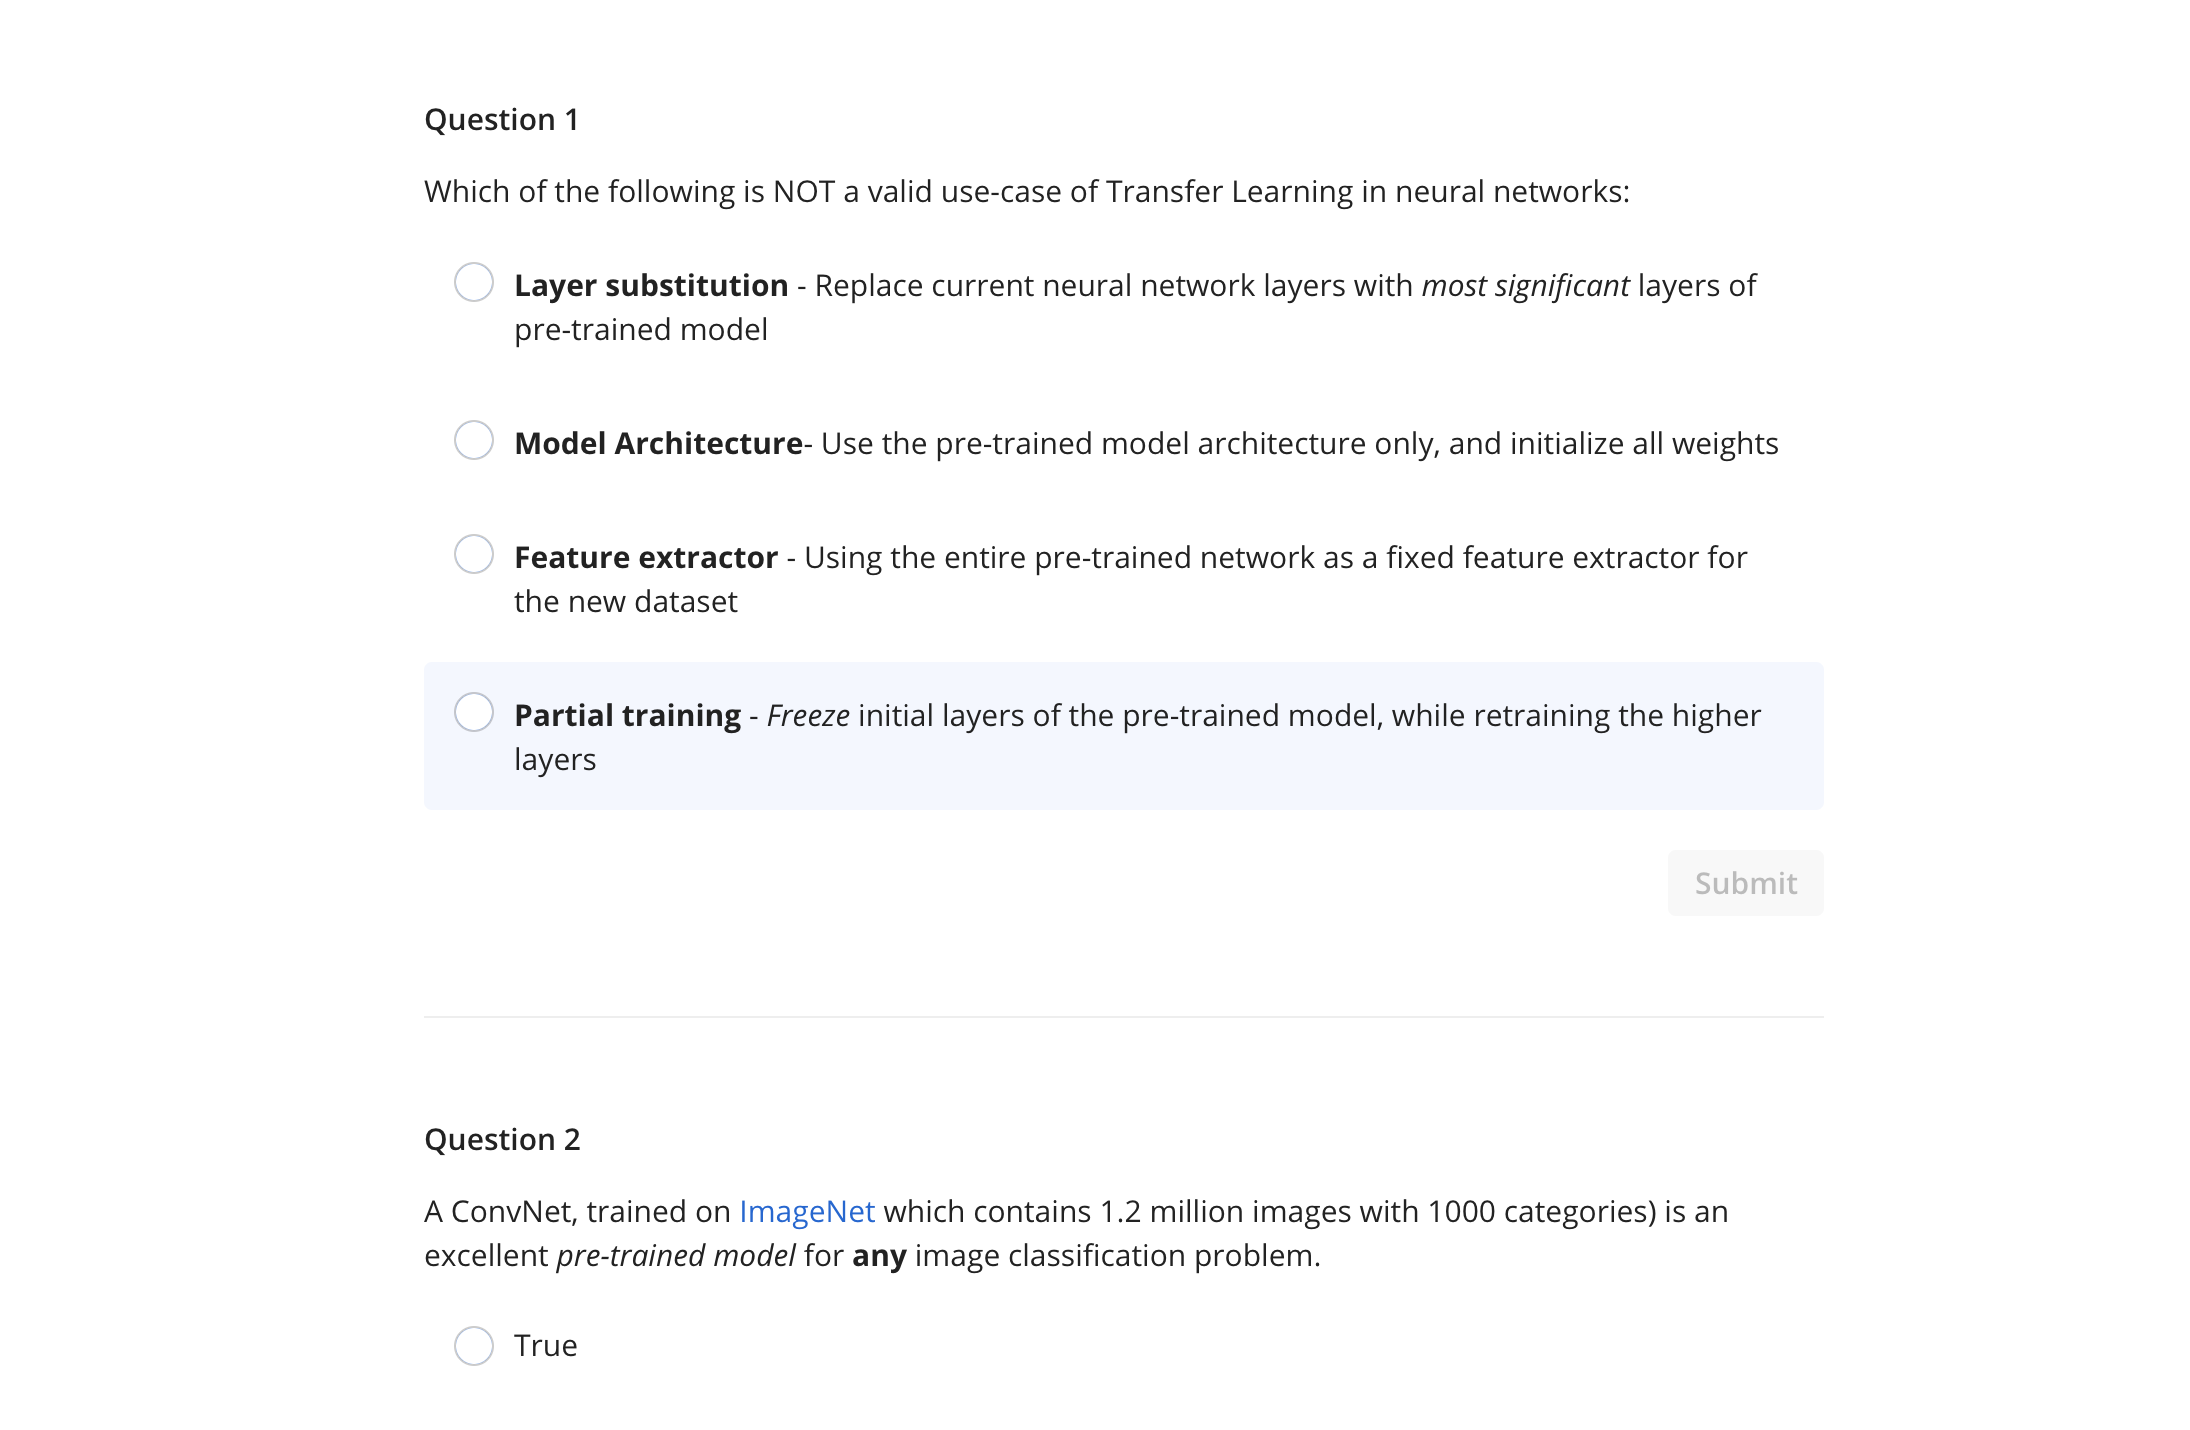 Question 1
Which of the following is NOT a valid use-case of Transfer Learning in neural networks:
Layer substitution - Replace current neural network layers with most significant layers of
pre-trained model
Model Architecture- Use the pre-trained model architecture only, and initialize all weights
Feature extractor - Using the entire pre-trained network as a fixed feature extractor for
the new dataset
Partial training - Freeze initial layers of the pre-trained model, while retraining the higher
layers
Submit
Question 2
A ConvNet, trained on ImageNet which contains 1.2 million images with 1000 categories) is an
excellent pre-trained model for any image classification problem.
True